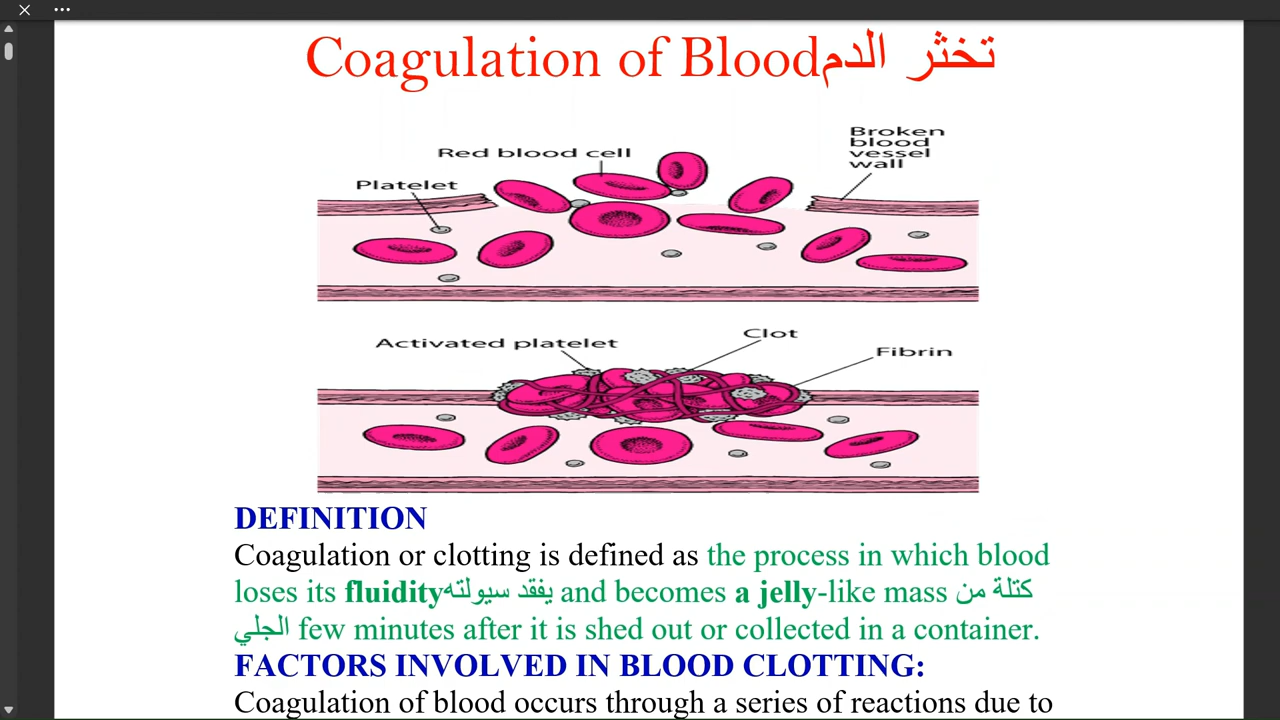 Coagulation of Bloodتخثر الدم
Broken
blood
vessel
wall
Red blood cell
Platelet
Activated platelet
Clot
Fibrin
DEFINITION
Coagulation or clotting is defined as the process in which blood
loses its fluidityيفقد سيولته and becomes a jelly-like mass كتلة من
الجلي few minutes after it is shed out or collected in a container.
FACTORS INVOLVED IN BLOOD CLOTTING:
Coagulation of blood occurs through a series of reactions due to